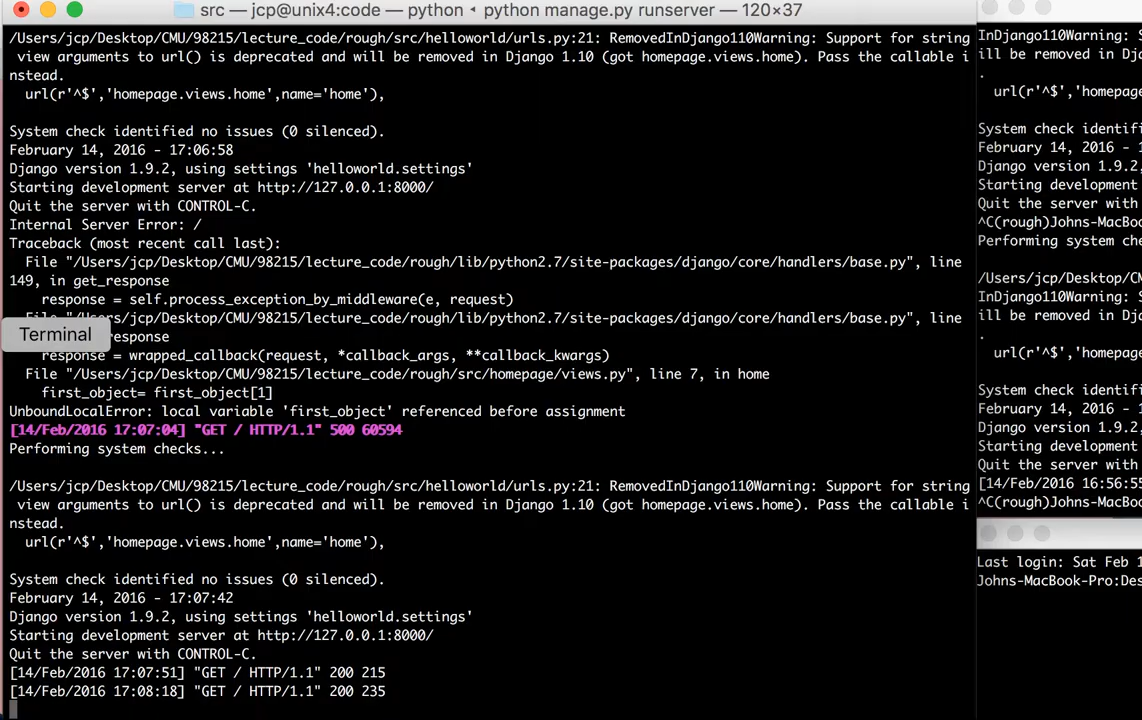 src — jcp@unix4:code — python • python manage.py runserver — 120×37
/Users/jcp/Desktop/CMU/98215/lecture_code/rough/src/helloworld/urls.py:21: RemovedInDjango110Warning: Support for string
 view arguments to url() is deprecated and will be removed in Django 1.10 (got homepage.views.home). Pass the callable i
nstead.
  url(r'^$','homepage.views.home',name='home'),
System check identified no issues (0 silenced).
February 14, 2016 - 17:06:58
Django version 1.9.2, using settings 'helloworld.settings'
Starting development server at http://127.0.0.1:8000/
Quit the server with CONTROL-C.
Internal Server Error: /
Traceback (most recent call last):
  File "/Users/jcp/Desktop/CMU/98215/lecture_code/rough/lib/python2.7/site-packages/django/core/handlers/base.py", line
149, in get_response
    response = self.process_exception_by_middleware(e, request)
/Users/jcp/Desktop/CMU/98215/lecture_code/rough/lib/python2.7/site-packages/django/core/handlers/base.py", line
Terminal
response
    response = wrapped_callback(request, *callback_args, **callback_kwargs)
  File "/Users/jcp/Desktop/CMU/98215/lecture_code/rough/src/homepage/views.py", line 7, in home
    first_object= first_object[1]
UnboundLocalError: local variable 'first_object' referenced before assignment
[14/Feb/2016 17:07:04] "GET / HTTP/1.1" 500 60594
Performing system checks...
/Users/jcp/Desktop/CMU/98215/lecture_code/rough/src/helloworld/urls.py:21: RemovedInDjango110Warning: Support for string
 view arguments to url() is deprecated and will be removed in Django 1.10 (got homepage.views.home). Pass the callable i
nstead.
  url(r'^$','homepage.views.home',name='home'),
System check identified no issues (0 silenced).
February 14, 2016 - 17:07:42
Django version 1.9.2, using settings 'helloworld.settings'
Starting development server at http://127.0.0.1:8000/
Quit the server with CONTROL-C.
[14/Feb/2016 17:07:51] "GET / HTTP/1.1" 200 215
[14/Feb/2016 17:08:18] "GET / HTTP/1.1" 200 235
InDjango110Warning: S
ill be removed in Dja
.
  url(r'^$','homepage
System check identifi
February 14, 2016 - 1
Django version 1.9.2,
Starting development
Quit the server with
^C(rough)Johns-MacBoo
Performing system che
/Users/jcp/Desktop/CM
InDjango110Warning: S
ill be removed in Dja
.
  url(r'^$','homepage
System check identifi
February 14, 2016 - 1
Django version 1.9.2,
Starting development
Quit the server with
[14/Feb/2016 16:56:55
^C(rough)Johns-MacBoo
Last login: Sat Feb 1
Johns-MacBook-Pro:Des